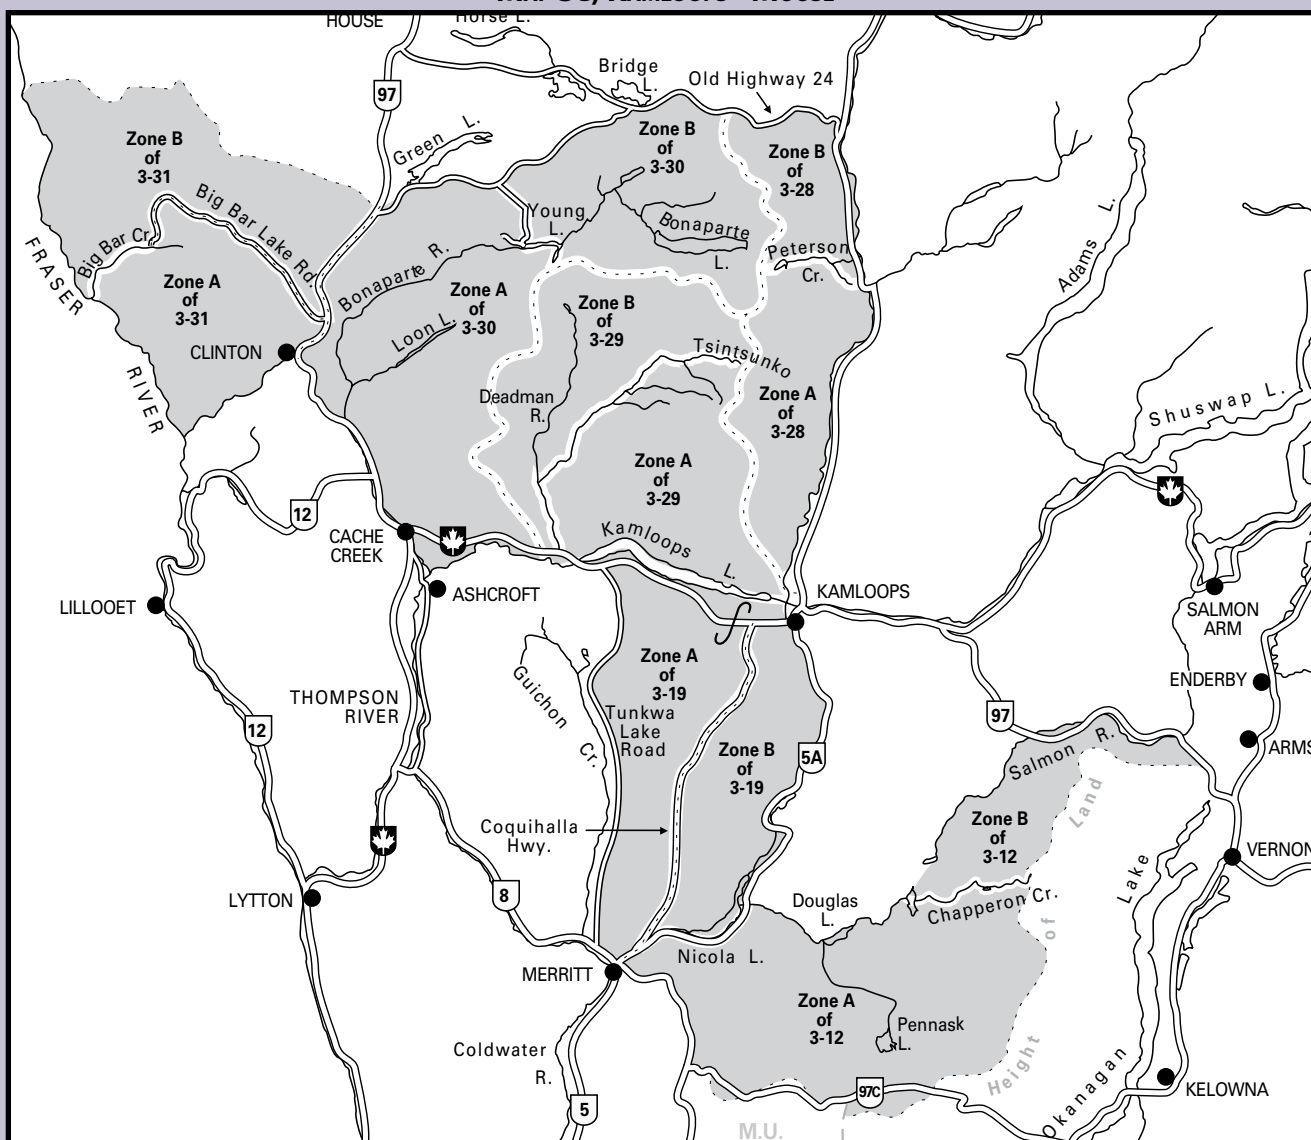 HOUSE
Horse L.
Bridge
L.
Old Highway 24
97
Green L.
Zone B
of
3-31
Zone B
of
3-30
Zone B
of
3-28
Big Bar Lake Rd.
Big Bar Cr.
Young
L.
Bonaparte
L.
Peterson
Cr.
FRASER
RIVER
Zone A
of
3-31
Bonaparte R.
Loon L.
Zone A
of
3-30
Zone B
of
3-29
Adams L.
CLINTON
Tsintsunko
Deadman
R.
Zone A
of
3-28
Shuswap L.
Zone A
of
3-29
12
CACHE
CREEK
Kamloops
L.
LILLOOET
ASHCROFT
KAMLOOPS
SALMON
ARM
Guichon
Cr.
Zone A
of
3-19
ENDERBY
THOMPSON
RIVER
Tunkwa
Lake
Road
12
97
Salmon R.
Zone B
of
3-19
5A
Land
Coquihalla
Hwy.
Zone B
of
3-12
VERNON
8
Lake
LYTTON
Douglas
L.
Chapperon Cr.
of
Nicola L.
MERRITT
Zone A
of
3-12
Pennask
L.
Coldwater
R.
Height
Okanagan
97C
KELOWNA
5
M.U.